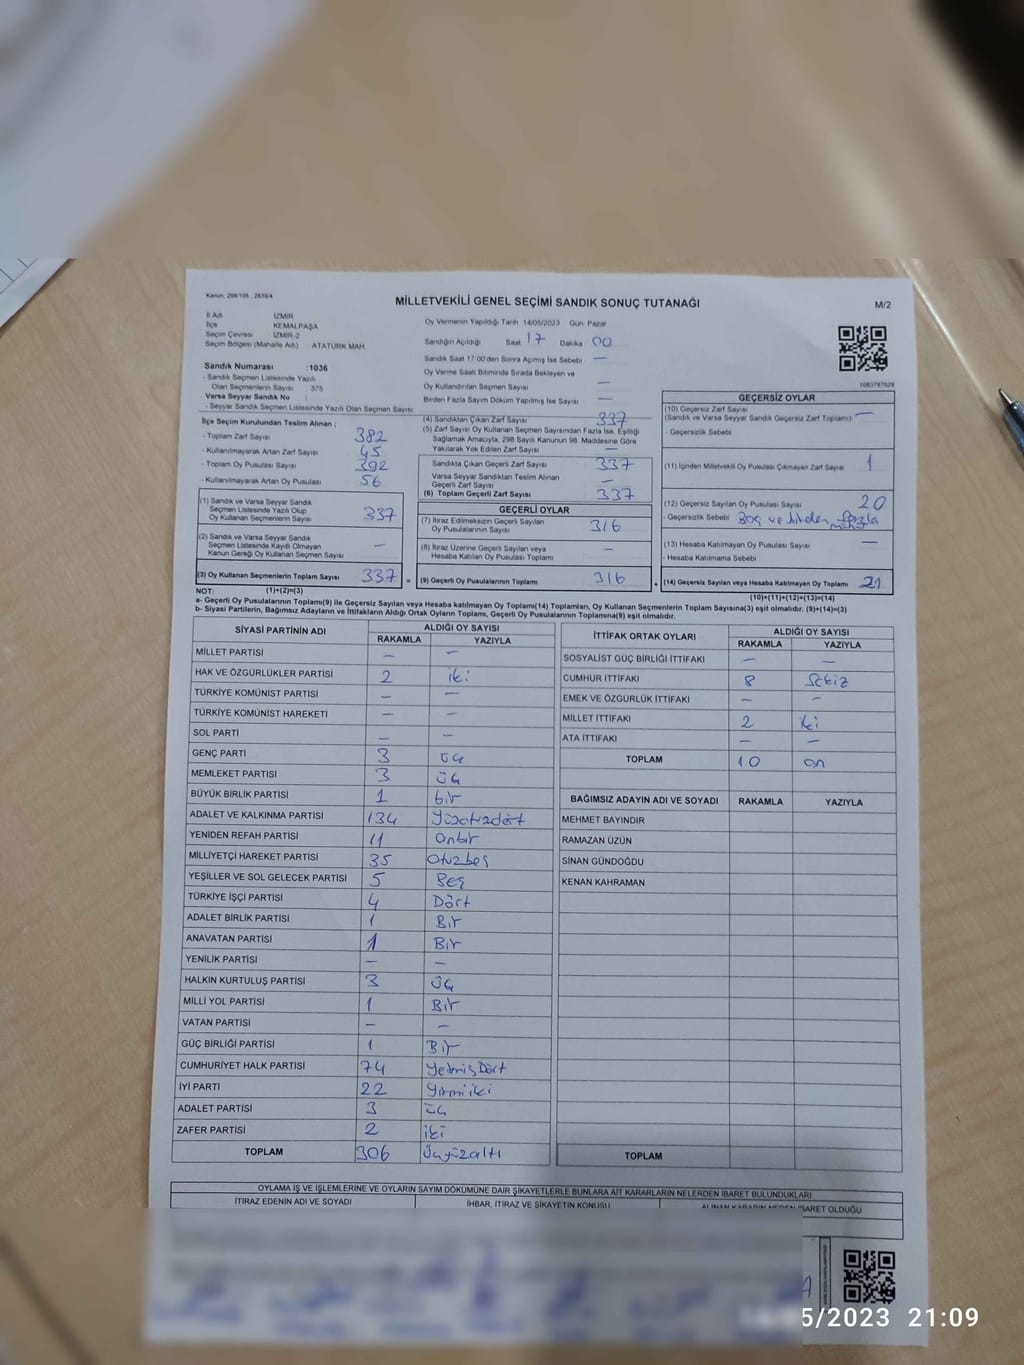 Kanun: 298/105 , 2839/4
MİLLETVEKİLİ GENEL SEÇİMİ SANDIK SONUÇ TUTANAĞI
M/2
İl Adı İZMİR
İlçe KEMALPAŞA
Seçim Çevresi İZMİR-2
Seçim Bölgesi (Mahalle Adı) ATATÜRK MAH.
Oy Vermenin Yapıldığı Tarih 14/05/2023 Gün Pazar
Sandığın Açıldığı Saat 17 Dakika 00
Sandık Saat 17:00'den Sonra Açımış İse Sebebi —
Oy Verme Saati Bitiminde Sırada Bekleyen ve
Oy Kullandırılan Seçmen Sayısı —
Birden Fazla Sayım Döküm Yapılmış İse Sayısı —
1083787029
Sandık Numarası :1036
- Sandık Seçmen Listesinde Yazılı
Olan Seçmenlerin Sayısı 375
Varsa Seyyar Sandık No
- Seyyar Sandık Seçmen Listesinde Yazılı Olan Seçmen Sayısı
İlçe Seçim Kurulundan Teslim Alınan ;
- Toplam Zarf Sayısı 382
- Kullanılmayarak Artan Zarf Sayısı 45
- Toplam Oy Pusulası Sayısı 392
- Kullanılmayarak Artan Oy Pusulası 56
(1) Sandık ve Varsa Seyyar Sandık
Seçmen Listesinde Yazılı Olup
Oy Kullanan Seçmenlerin Sayısı 337
(2) Sandık ve Varsa Seyyar Sandık
Seçmen Listesinde Kayıtlı Olmayan
Kanun Gereği Oy Kullanan Seçmen Sayısı —
(3) Oy Kullanan Seçmenlerin Toplam Sayısı 337 =
(4) Sandıktan Çıkan Zarf Sayısı 337
(5) Zarf Sayısı Oy Kullanan Seçmen Sayısından Fazla İse, Eşitliği
Sağlamak Amacıyla, 298 Sayılı Kanunun 98. Maddesine Göre
Yakılarak Yok Edilen Zarf Sayısı —
Sandıkta Çıkan Geçerli Zarf Sayısı 337
Varsa Seyyar Sandıktan Teslim Alınan
Geçerli Zarf Sayısı —
(6) Toplam Geçerli Zarf Sayısı 337
GEÇERLİ OYLAR
(7) İtiraz Edilmeksizin Geçerli Sayılan
Oy Pusulalarının Sayısı 316
(8) İtiraz Üzerine Geçerli Sayılan veya
Hesaba Katılan Oy Pusulası Toplamı —
(9) Geçerli Oy Pusulalarının Toplamı 316 +
GEÇERSİZ OYLAR
(10) Geçersiz Zarf Sayısı
(Sandık ve Varsa Seyyar Sandık Geçersiz Zarf Toplamı) —
- Geçersizlik Sebebi
(11) İçinden Milletvekili Oy Pusulası Çıkmayan Zarf Sayısı 1
(12) Geçersiz Sayılan Oy Pusulası Sayısı 20
- Geçersizlik Sebebi Boş ve birden fazla
(13) Hesaba Katılmayan Oy Pusulası Sayısı —
- Hesaba Katılmama Sebebi
(14) Geçersiz Sayılan veya Hesaba Katılmayan Oy Toplamı 21
NOT: (1)+(2)=(3)
(10)+(11)+(12)+(13)=(14)
a- Geçerli Oy Pusulalarının Toplamı(9) ile Geçersiz Sayılan veya Hesaba katılmayan Oy Toplamı(14) Toplamları, Oy Kullanan Seçmenlerin Toplam Sayısına(3) eşit olmalıdır. (9)+(14)=(3)
b- Siyasi Partilerin, Bağımsız Adayların ve İttifakların Aldığı Ortak Oyların Toplamı, Geçerli Oy Pusulalarının Toplamına(9) eşit olmalıdır.
SİYASİ PARTİNİN ADI ALDIĞI OY SAYISI
RAKAMLA YAZIYLA
MİLLET PARTİSİ — —
HAK VE ÖZGÜRLÜKLER PARTİSİ 2 iki
TÜRKİYE KOMÜNİST PARTİSİ — —
TÜRKİYE KOMÜNİST HAREKETİ — —
SOL PARTİ — —
GENÇ PARTİ 3 üç
MEMLEKET PARTİSİ 3 üç
BÜYÜK BİRLİK PARTİSİ 1 bir
ADALET VE KALKINMA PARTİSİ 134 Yüzotuzdört
YENİDEN REFAH PARTİSİ 11 Onbir
MİLLİYETÇİ HAREKET PARTİSİ 35 Otuzbeş
YEŞİLLER VE SOL GELECEK PARTİSİ 5 Beş
TÜRKİYE İŞÇİ PARTİSİ 4 Dört
ADALET BİRLİK PARTİSİ 1 Bir
ANAVATAN PARTİSİ 1 Bir
YENİLİK PARTİSİ — —
HALKIN KURTULUŞ PARTİSİ 3 üç
MİLLİ YOL PARTİSİ 1 Bir
VATAN PARTİSİ — —
GÜÇ BİRLİĞİ PARTİSİ 1 Bir
CUMHURİYET HALK PARTİSİ 74 YetmişDört
İYİ PARTİ 22 Yirmiiki
ADALET PARTİSİ 3 üç
ZAFER PARTİSİ 2 iki
TOPLAM 306 Üçyüzaltı
İTTİFAK ORTAK OYLARI ALDIĞI OY SAYISI
RAKAMLA YAZIYLA
SOSYALİST GÜÇ BİRLİĞİ İTTİFAKI — —
CUMHUR İTTİFAKI 8 Sekiz
EMEK VE ÖZGÜRLÜK İTTİFAKI — —
MİLLET İTTİFAKI 2 iki
ATA İTTİFAKI — —
TOPLAM 10 on
BAĞIMSIZ ADAYIN ADI VE SOYADI RAKAMLA YAZIYLA
MEHMET BAYINDIR
RAMAZAN ÜZÜN
SİNAN GÜNDOĞDU
KENAN KAHRAMAN
TOPLAM
OYLAMA İŞ VE İŞLEMLERİNE VE OYLARIN SAYIM DÖKÜMÜNE DAİR ŞİKAYETLERLE BUNLARA AİT KARARLARIN NELERDEN İBARET BULUNDUKLARI
İTİRAZ EDENİN ADI VE SOYADI İHBAR, İTİRAZ VE ŞİKAYETİN KONUSU ALINAN KARARIN NEDEN İBARET OLDUĞU
5/2023 21:09